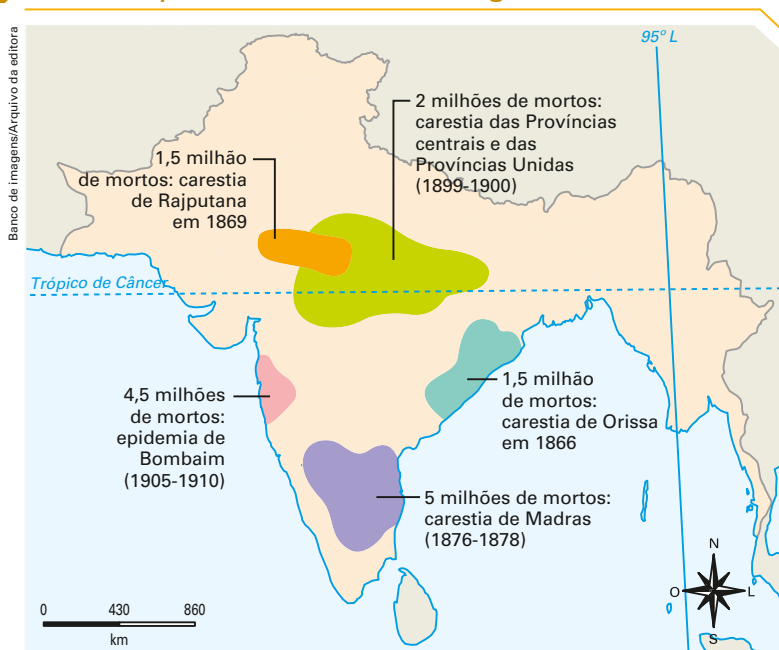 Banco de imagens/Arquivo da editora
95º L
2 milhões de mortos:
carestia das Províncias
centrais e das
Províncias Unidas
(1899-1900)
1,5 milhão
de mortos: carestia
de Rajputana
em 1869
Trópico de Câncer
4,5 milhões
de mortos:
epidemia de
Bombaim
(1905-1910)
1,5 milhão
de mortos:
carestia de Orissa
em 1866
5 milhões de mortos:
carestia de Madras
(1876-1878)
N
O
L
S
0 430 860
km